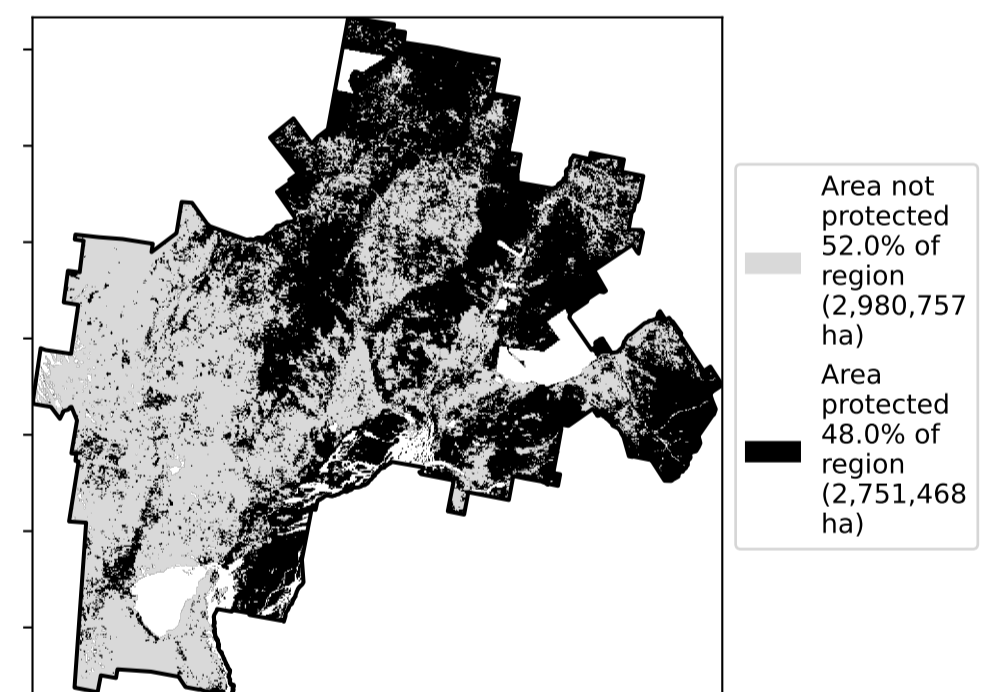 Area not
protected
52.0% of
region
(2,980,757
ha)
Area
protected
48.0% of
region
(2,751,468
ha)